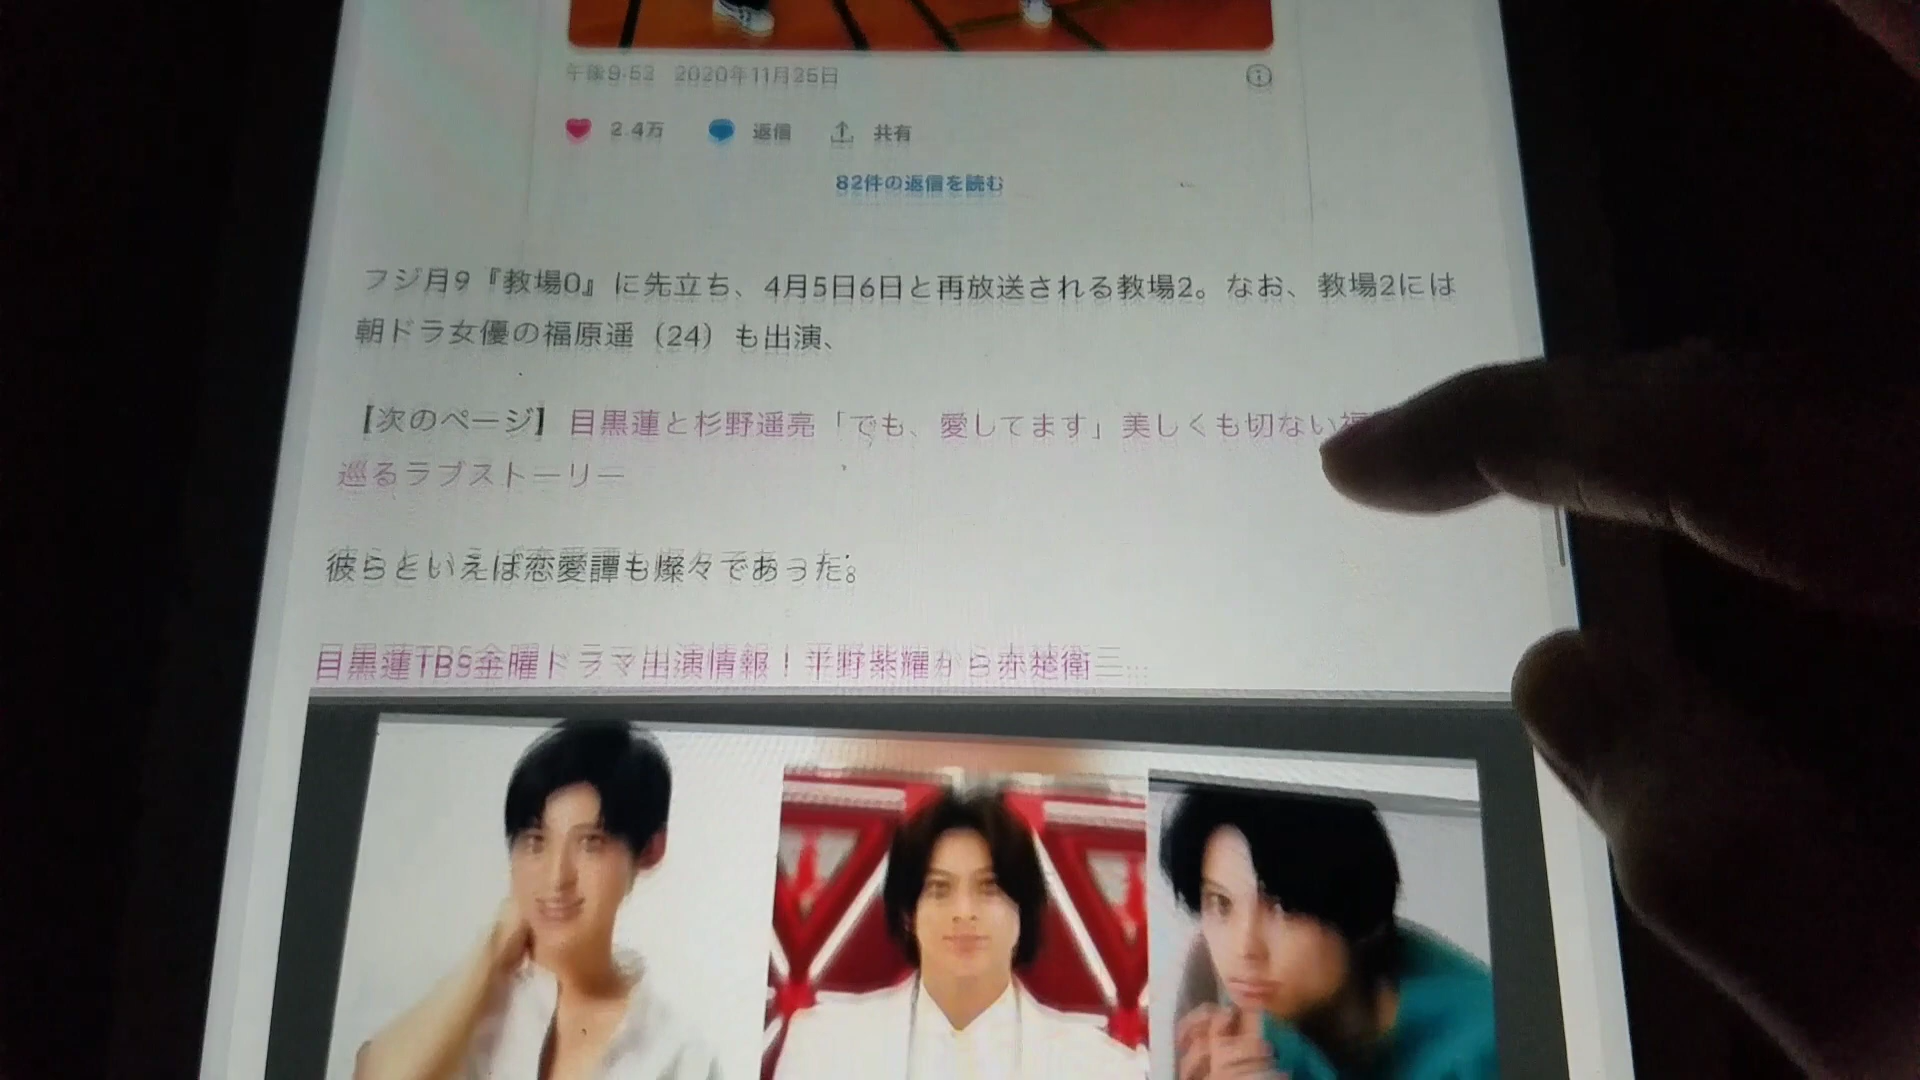 午後9:53 2020年11月25日
2.4万 返信 共有
82件の返信を読む
フジ月9『教場0』に先立ち、4月5日6日と再放送される教場2。なお、教場2には
朝ドラ女優の福原遥（24）も出演、
【次のページ】目黒蓮と杉野遥亮「でも、愛してます」美しくも切ない
巡るラブストーリー
彼らといえば恋愛譚も燦々であった。
目黒蓮TBS金曜ドラマ出演情報！平野紫耀から赤楚衛二…